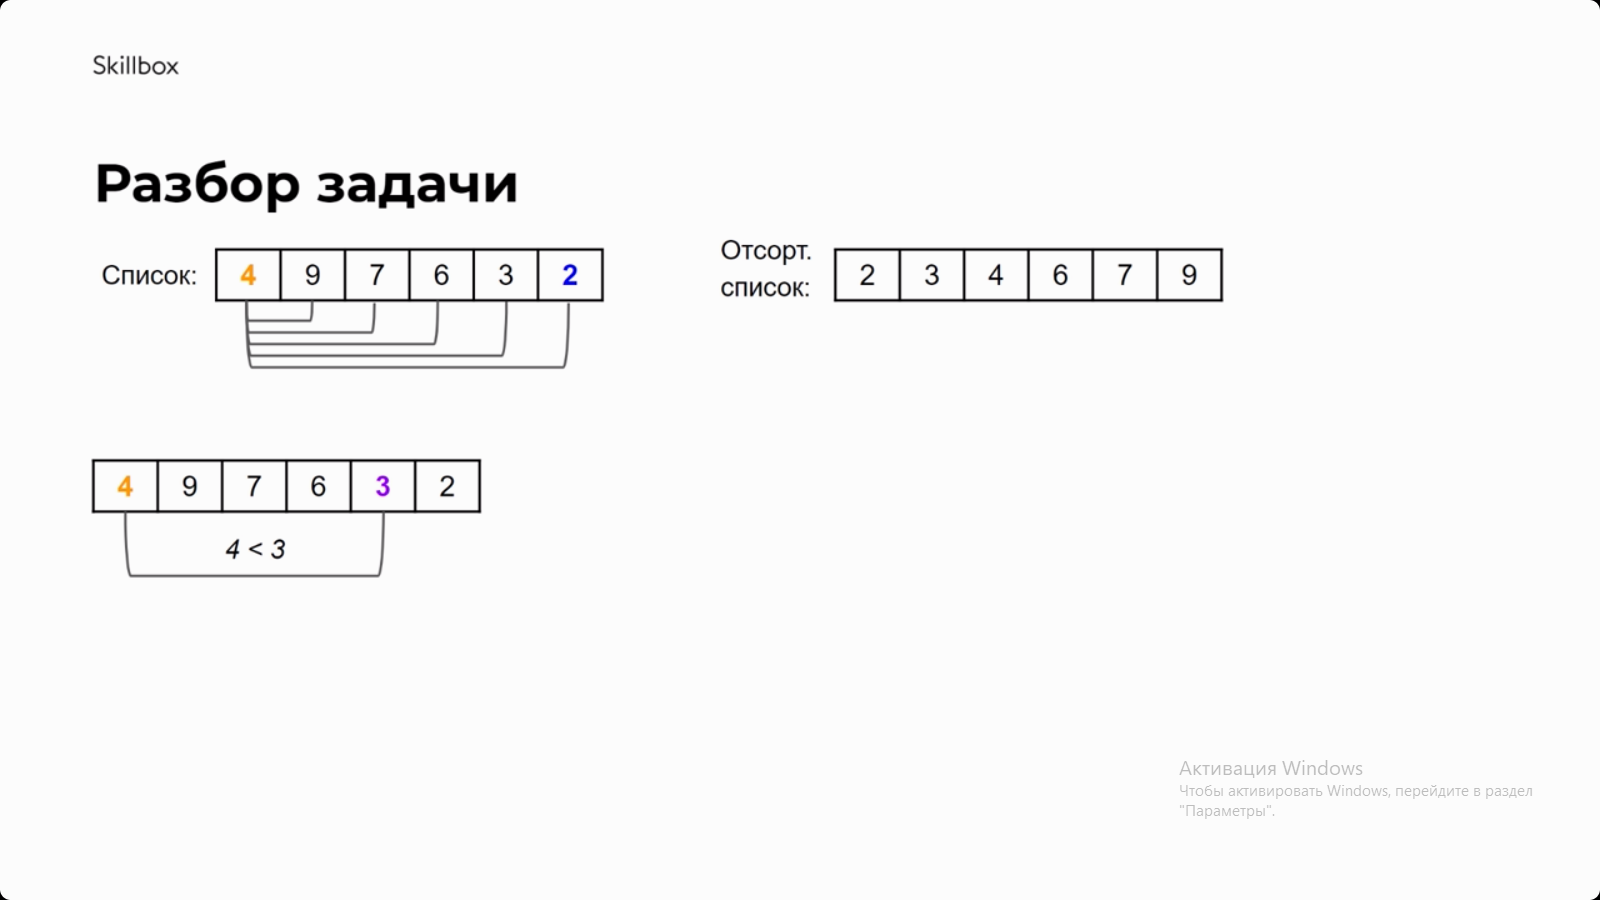 Skillbox
Разбор задачи
Список: 4 9 7 6 3 2
Отсорт.
список: 2 3 4 6 7 9
4 9 7 6 3 2
4 < 3
Активация Windows
Чтобы активировать Windows, перейдите в раздел
"Параметры".